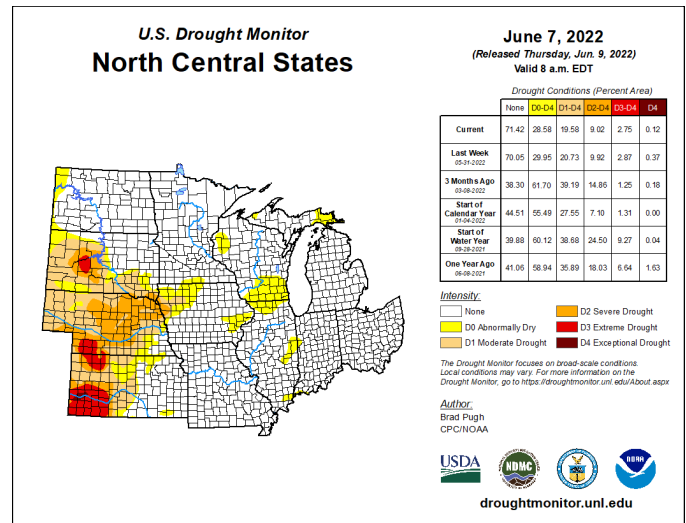 U.S. Drought Monitor
North Central States
June 7, 2022
(Released Thursday, Jun. 9, 2022)
Valid 8 a.m. EDT
Drought Conditions (Percent Area)
None D0-D4 D1-D4 D2-D4 D3-D4 D4
Current 71.42 28.58 19.58 9.02 2.75 0.12
Last Week
05-31-2022 70.05 29.95 20.73 9.92 2.87 0.37
3 Months Ago
03-08-2022 38.30 61.70 39.19 14.86 1.25 0.18
Start of
Calendar Year
01-04-2022 44.51 55.49 27.55 7.10 1.31 0.00
Start of
Water Year
09-28-2021 39.88 60.12 38.68 24.50 9.27 0.04
One Year Ago
06-08-2021 41.06 58.94 35.89 18.03 6.64 1.63
Intensity:
None
D0 Abnormally Dry
D1 Moderate Drought
D2 Severe Drought
D3 Extreme Drought
D4 Exceptional Drought
The Drought Monitor focuses on broad-scale conditions.
Local conditions may vary. For more information on the
Drought Monitor, go to https://droughtmonitor.unl.edu/About.aspx
Author:
Brad Pugh
CPC/NOAA
USDA
NDMC
NOAA
droughtmonitor.unl.edu